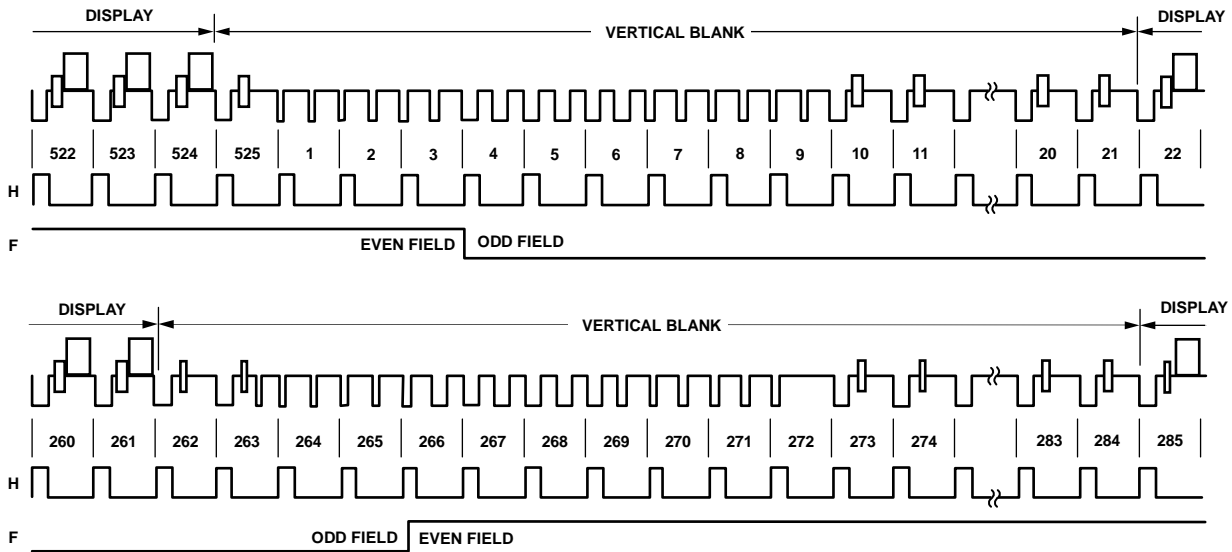 DISPLAY VERTICAL BLANK DISPLAY
522 523 524 525 1 2 3 4 5 6 7 8 9 10 11 20 21 22
H
F EVEN FIELD ODD FIELD
DISPLAY VERTICAL BLANK DISPLAY
260 261 262 263 264 265 266 267 268 269 270 271 272 273 274 283 284 285
H
F ODD FIELD EVEN FIELD